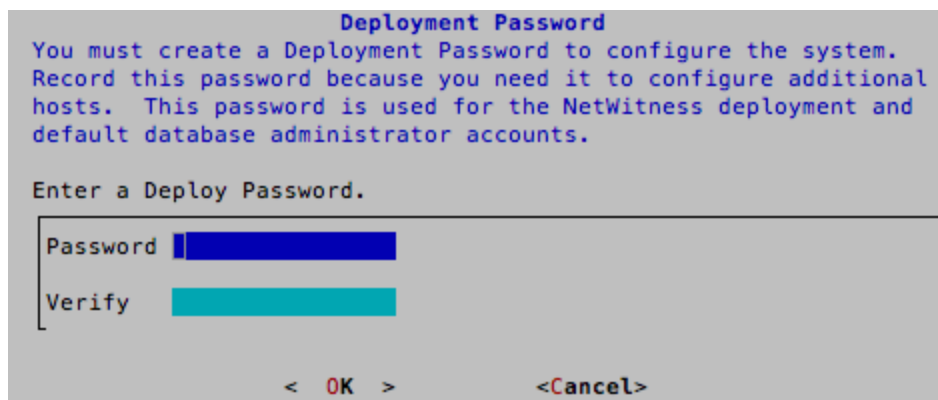 Deployment Password
You must create a Deployment Password to configure the system.
Record this password because you need it to configure additional
hosts.  This password is used for the NetWitness deployment and
default database administrator accounts.
Enter a Deploy Password.
Password
Verify
<  OK  >          <Cancel>